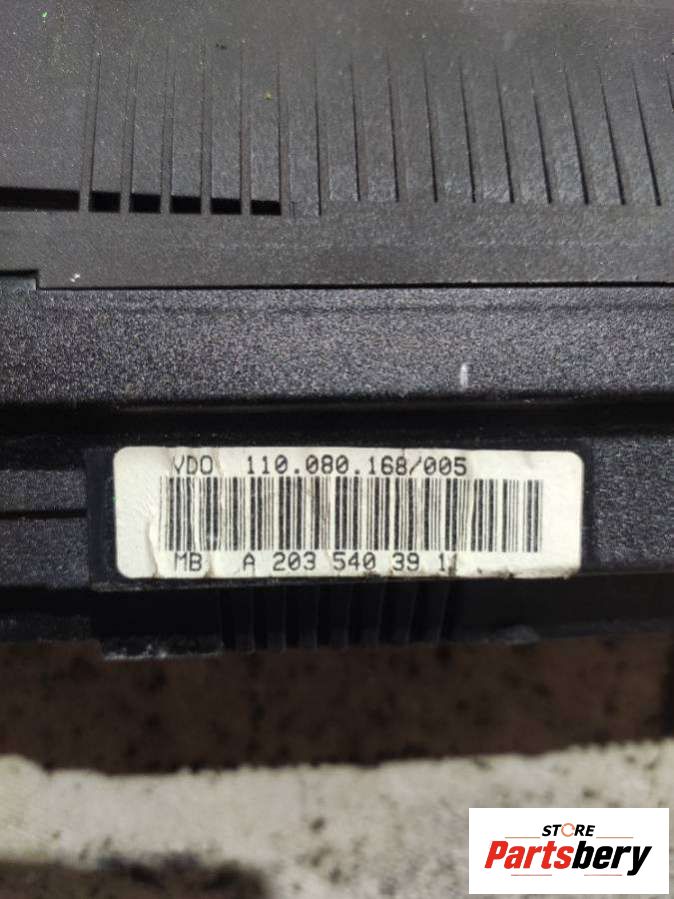 VDO 110.080.168/005
MB A 203 540 39 11
STORE
Partsbery